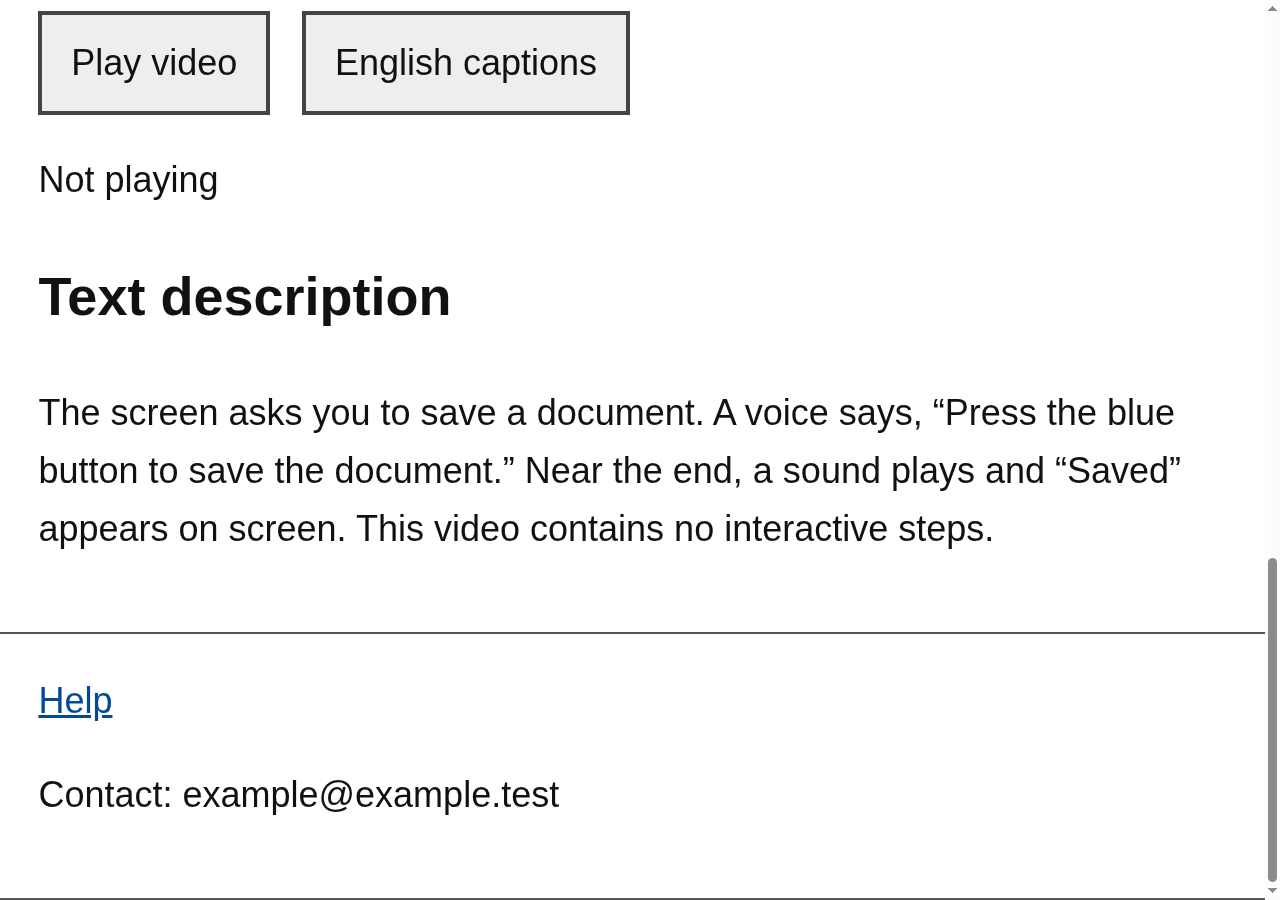 Play video
English captions
Not playing
Text description
The screen asks you to save a document. A voice says, “Press the blue
button to save the document.” Near the end, a sound plays and “Saved”
appears on screen. This video contains no interactive steps.
Help
Contact: example@example.test